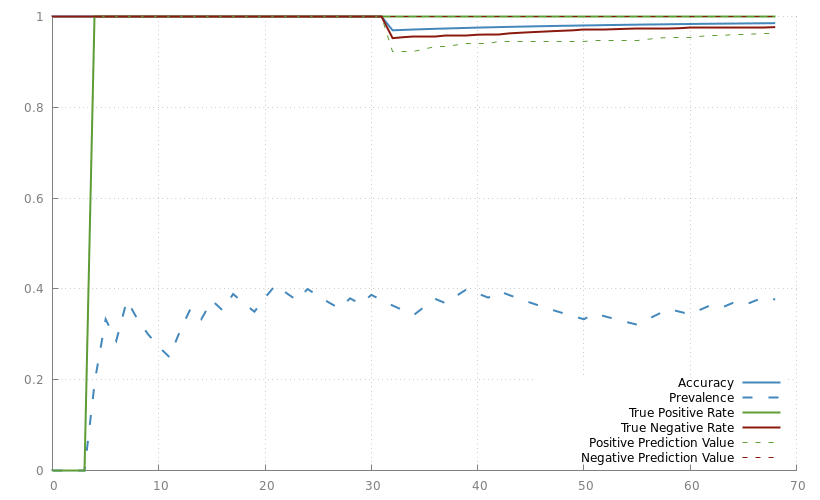 1
0.8
0.6
0.4
0.2
0
0 10 20 30 40 50 60 70
Accuracy
Prevalence
True Positive Rate
True Negative Rate
Positive Prediction Value
Negative Prediction Value